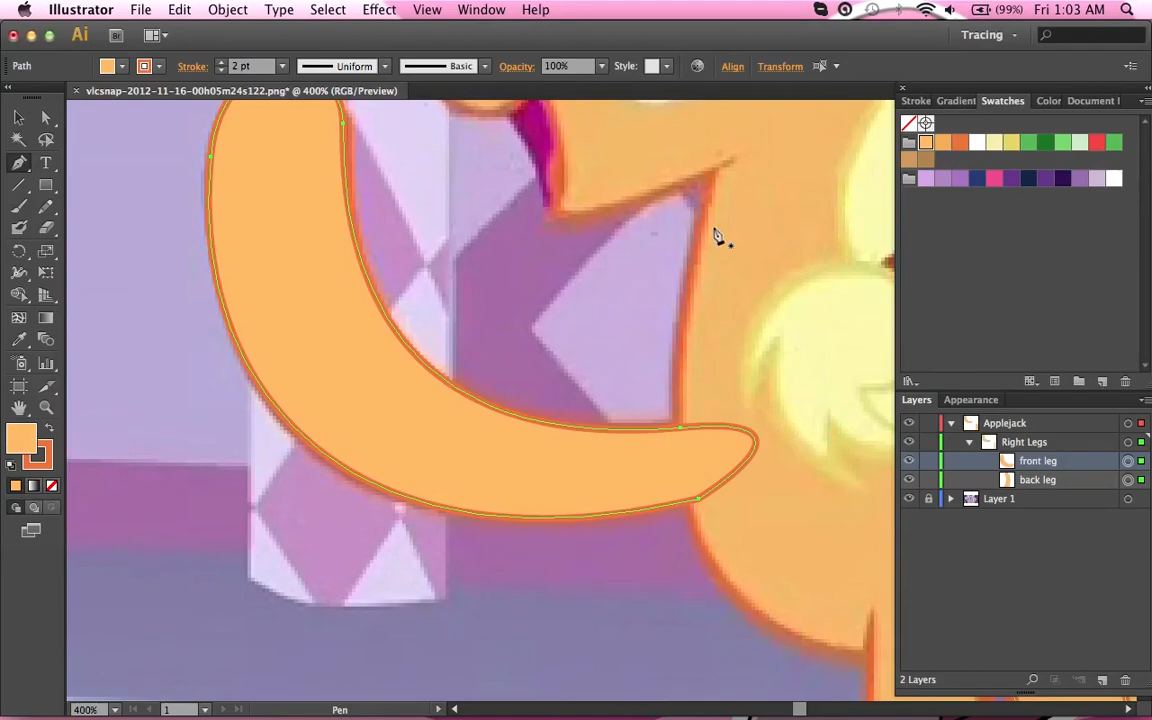 Illustrator File Edit Object Type Select Effect View Window Help (99%) Fri 1:03 AM
Ai Br Tracing
Path Stroke: 2 pt Uniform Basic Opacity: 100% Style: Align Transform
vlcsnap-2012-11-16-00h05m24s122.png* @ 400% (RGB/Preview)
Stroke Gradient Swatches Color Document I
T
Layers Appearance
Applejack
Right Legs
front leg
back leg
Layer 1
2 Layers
400% 1 Pen